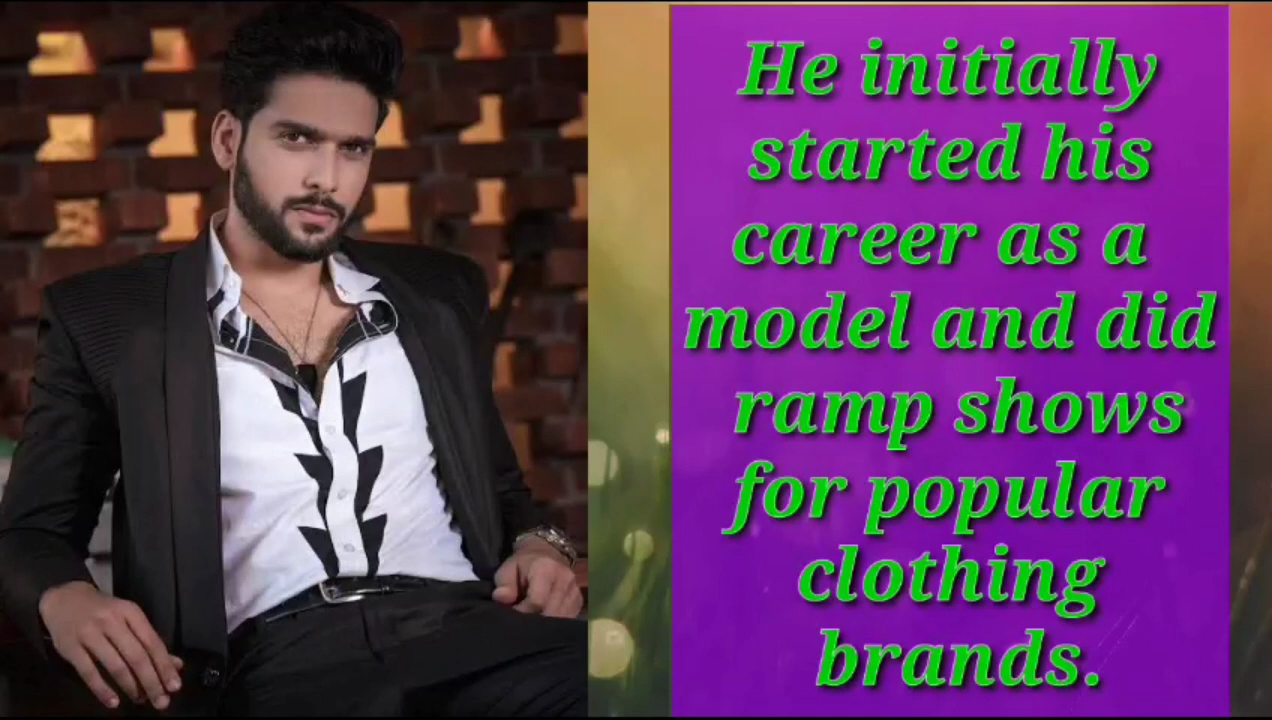 He initially
started his
career as a
model and did
ramp shows
for popular
clothing
brands.